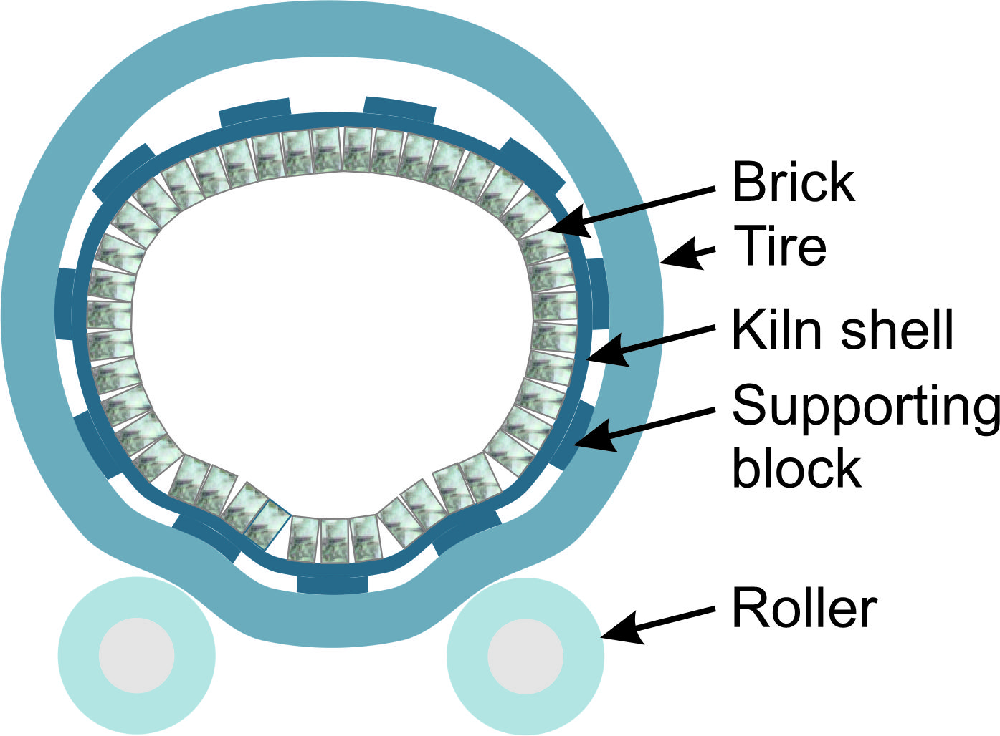 Brick
Tire
Kiln shell
Supporting
block
Roller